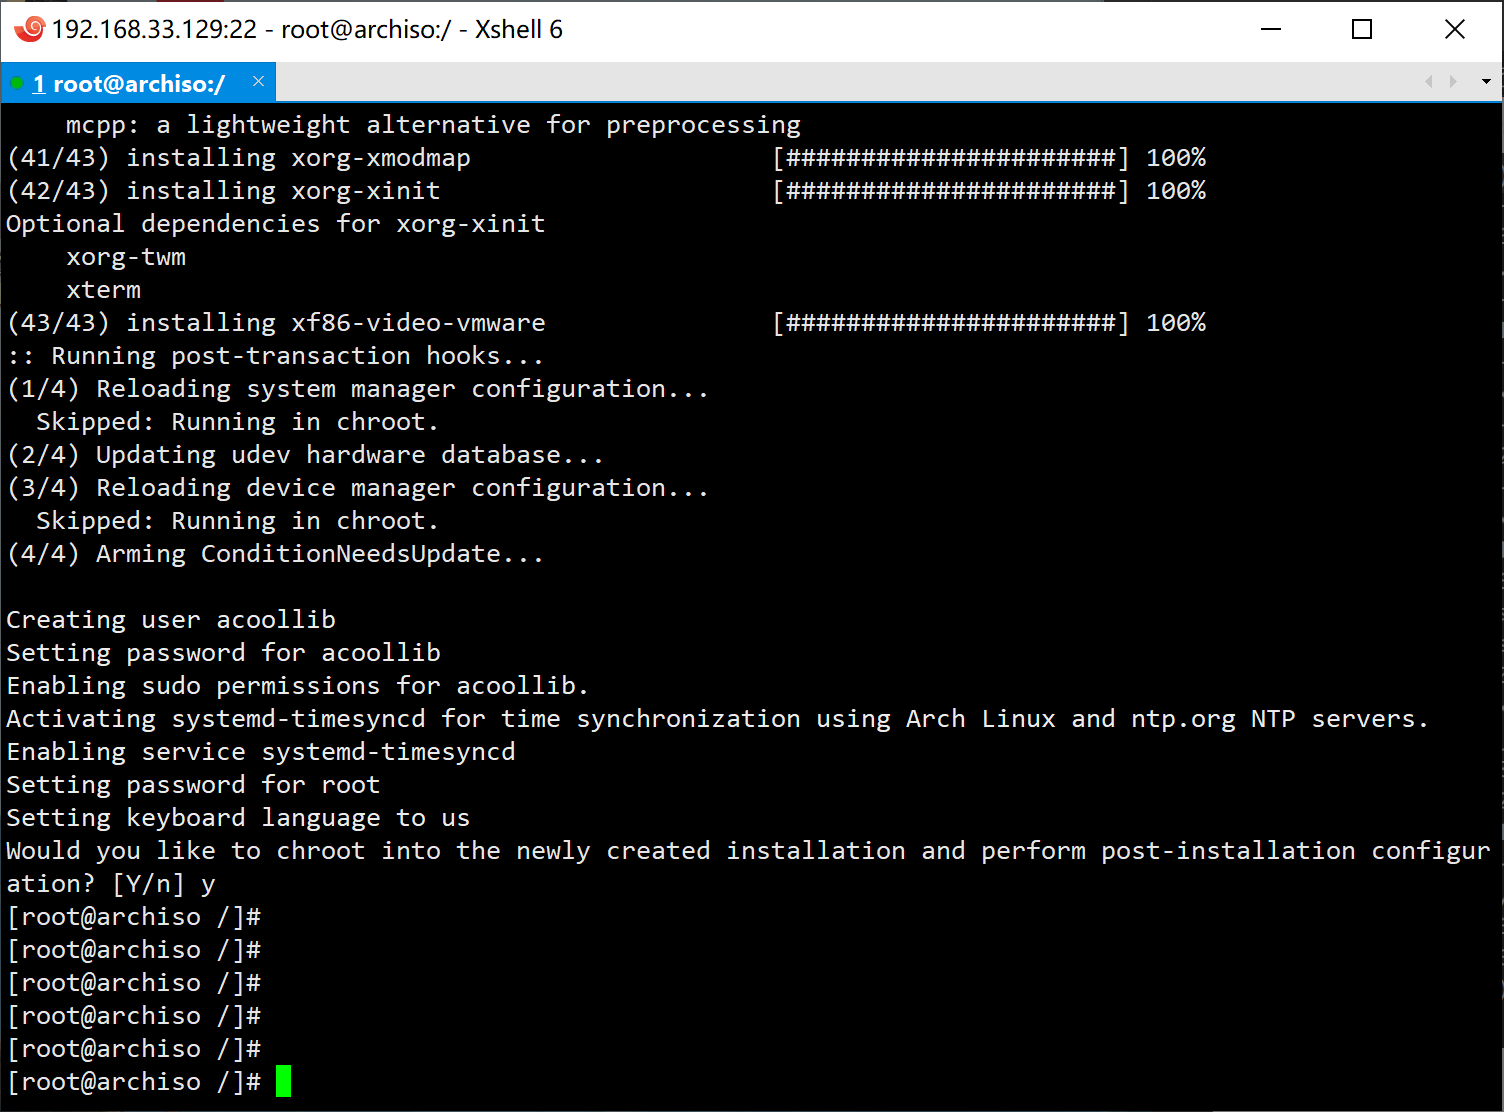 192.168.33.129:22 - root@archiso:/ - Xshell 6
1 root@archiso:/
mcpp: a lightweight alternative for preprocessing
(41/43) installing xorg-xmodmap [######################] 100%
(42/43) installing xorg-xinit [######################] 100%
Optional dependencies for xorg-xinit
xorg-twm
xterm
(43/43) installing xf86-video-vmware [######################] 100%
:: Running post-transaction hooks...
(1/4) Reloading system manager configuration...
Skipped: Running in chroot.
(2/4) Updating udev hardware database...
(3/4) Reloading device manager configuration...
Skipped: Running in chroot.
(4/4) Arming ConditionNeedsUpdate...
Creating user acoollib
Setting password for acoollib
Enabling sudo permissions for acoollib.
Activating systemd-timesyncd for time synchronization using Arch Linux and ntp.org NTP servers.
Enabling service systemd-timesyncd
Setting password for root
Setting keyboard language to us
Would you like to chroot into the newly created installation and perform post-installation configur
ation? [Y/n] y
[root@archiso /]#
[root@archiso /]#
[root@archiso /]#
[root@archiso /]#
[root@archiso /]#
[root@archiso /]#